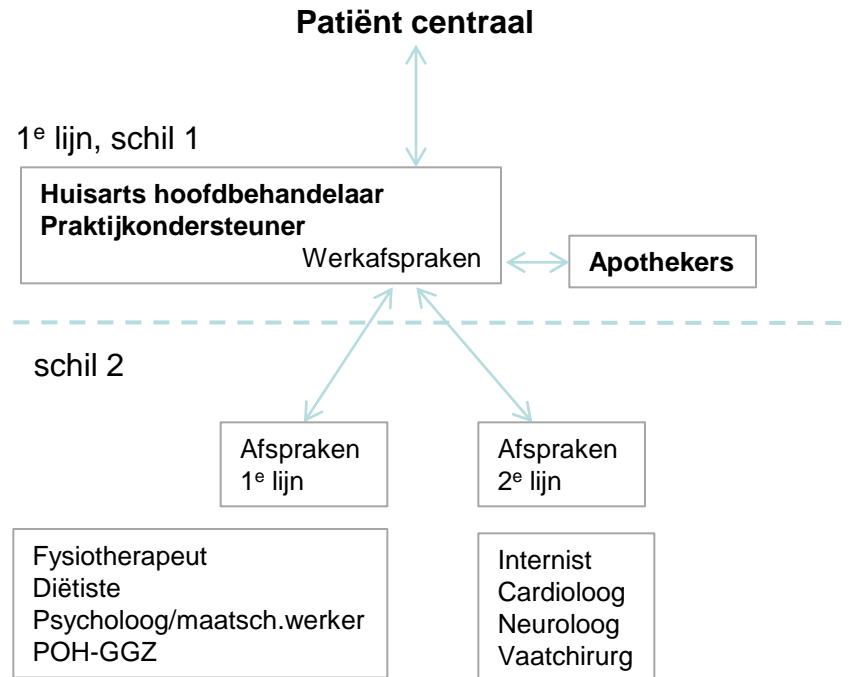 Patiënt centraal
1e lijn, schil 1
Huisarts hoofdbehandelaar
Praktijkondersteuner
Werkafspraken
Apothekers
schil 2
Afspraken
1e lijn
Afspraken
2e lijn
Fysiotherapeut
Diëtiste
Psycholoog/maatsch.werker
POH-GGZ
Internist
Cardioloog
Neuroloog
Vaatchirurg